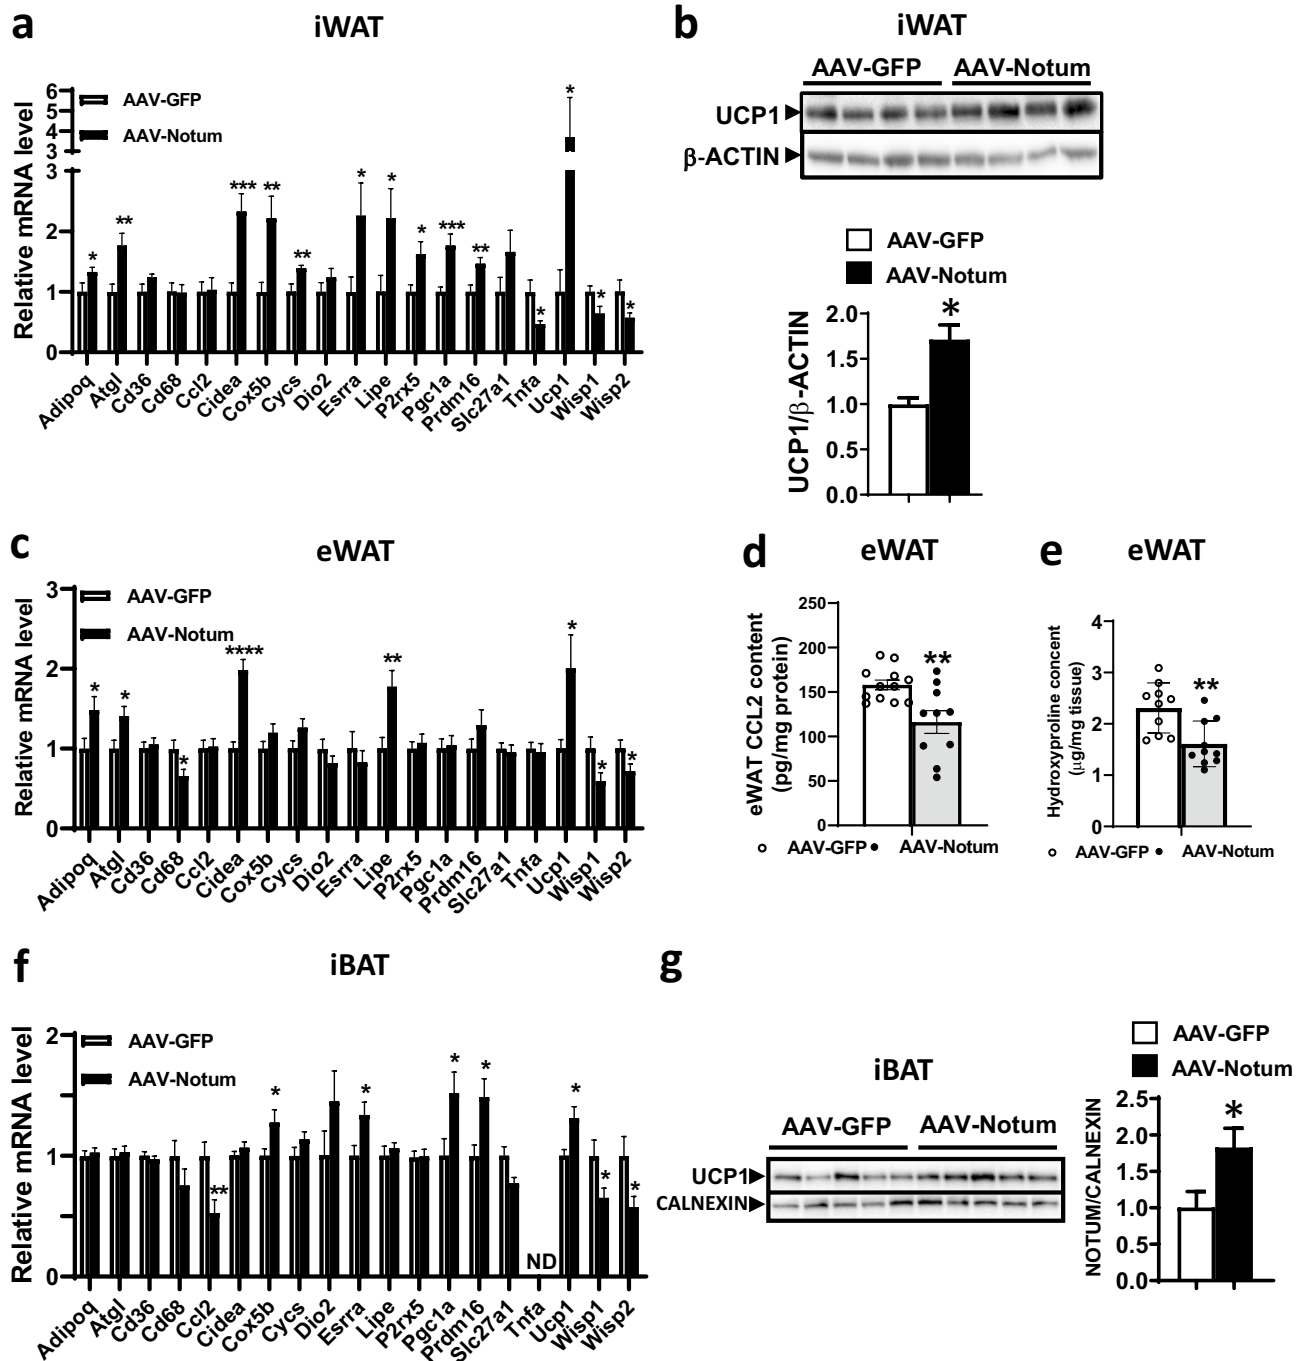 a
iWAT
AAV-GFP
AAV-Notum
Relative mRNA level
6
5
4
3
3
2
1
0
*
**
***
**
**
*
*
*
***
**
*
*
*
*
Adipoq
Atgl
Cd36
Cd68
Ccl2
Cidea
Cox5b
Cycs
Dio2
Esrra
Lipe
P2rx5
Pgc1a
Prdm16
Slc27a1
Tnfa
Ucp1
Wisp1
Wisp2
b
iWAT
AAV-GFP AAV-Notum
UCP1
β-ACTIN
AAV-GFP
AAV-Notum
UCP1/β-ACTIN
2.0
1.5
1.0
0.5
0.0
*
c
eWAT
AAV-GFP
AAV-Notum
Relative mRNA level
3
2
1
0
*
*
*
****
**
*
*
*
Adipoq
Atgl
Cd36
Cd68
Ccl2
Cidea
Cox5b
Cycs
Dio2
Esrra
Lipe
P2rx5
Pgc1a
Prdm16
Slc27a1
Tnfa
Ucp1
Wisp1
Wisp2
d
eWAT
eWAT CCL2 content
(pg/mg protein)
250
200
150
100
50
0
**
AAV-GFP AAV-Notum
e
eWAT
Hydroxyproline concent
(μg/mg tissue)
4
3
2
1
0
**
AAV-GFP AAV-Notum
f
iBAT
AAV-GFP
AAV-Notum
Relative mRNA level
2
1
0
**
*
*
*
*
ND
*
*
*
Adipoq
Atgl
Cd36
Cd68
Ccl2
Cidea
Cox5b
Cycs
Dio2
Esrra
Lipe
P2rx5
Pgc1a
Prdm16
Slc27a1
Tnfa
Ucp1
Wisp1
Wisp2
g
iBAT
AAV-GFP AAV-Notum
UCP1
CALNEXIN
AAV-GFP
AAV-Notum
NOTUM/CALNEXIN
2.5
2.0
1.5
1.0
0.5
0.0
*